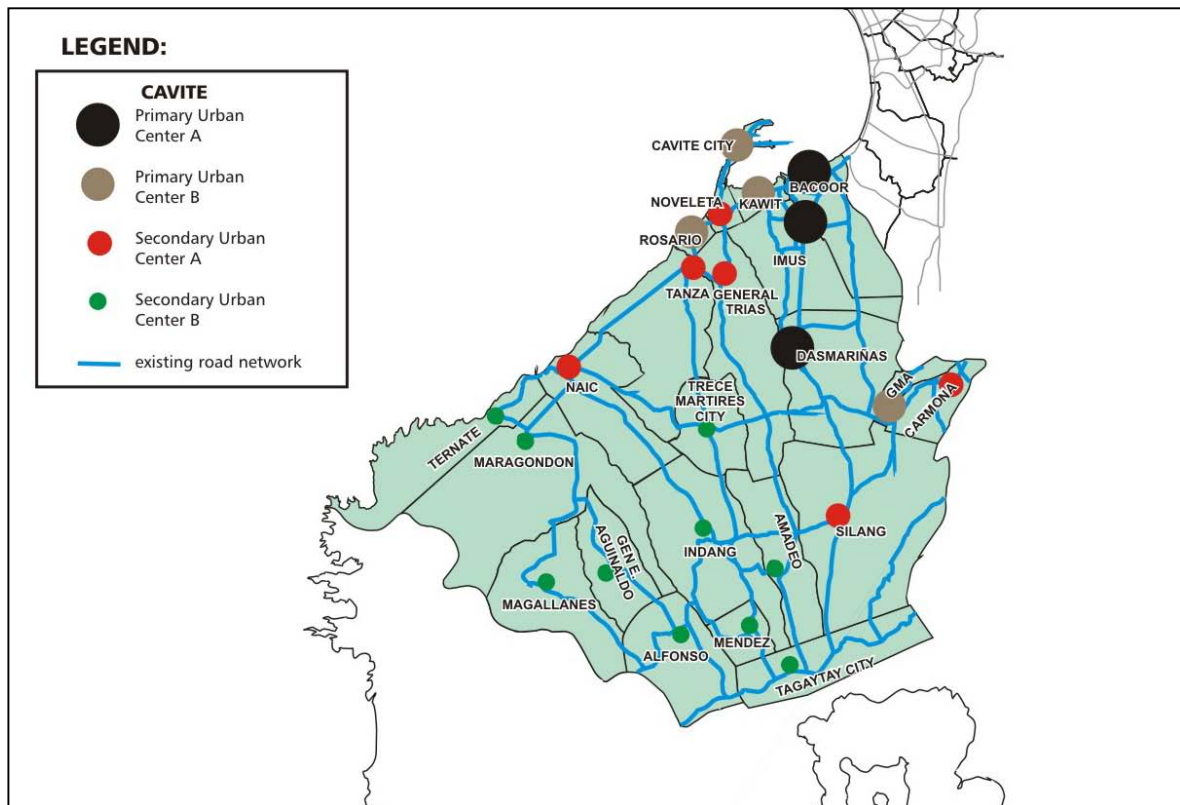 LEGEND:
CAVITE
Primary Urban
Center A
Primary Urban
Center B
Secondary Urban
Center A
Secondary Urban
Center B
existing road network
CAVITE CITY
BACOOR
KAWIT
NOVELETA
ROSARIO
IMUS
TANZA
GENERAL
TRIAS
DASMARIÑAS
NAIC
TRECE
MARTIRES
CITY
GMA
CARMONA
TERNATE
MARAGONDON
SILANG
INDANG
AMADEO
GEN E.
AGUINALDO
MAGALLANES
ALFONSO
MENDEZ
TAGAYTAY CITY